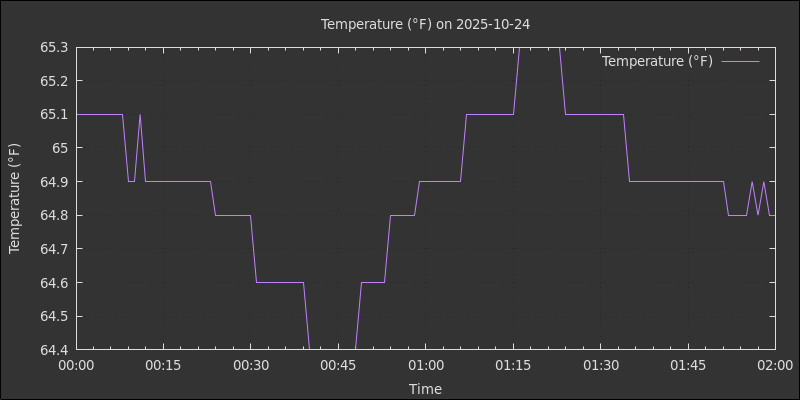 Temperature (°F) on 2025-10-24
Temperature (°F)
65.3
65.2
65.1
65
64.9
64.8
64.7
64.6
64.5
64.4
Temperature (°F)
00:00 00:15 00:30 00:45 01:00 01:15 01:30 01:45 02:00
Time